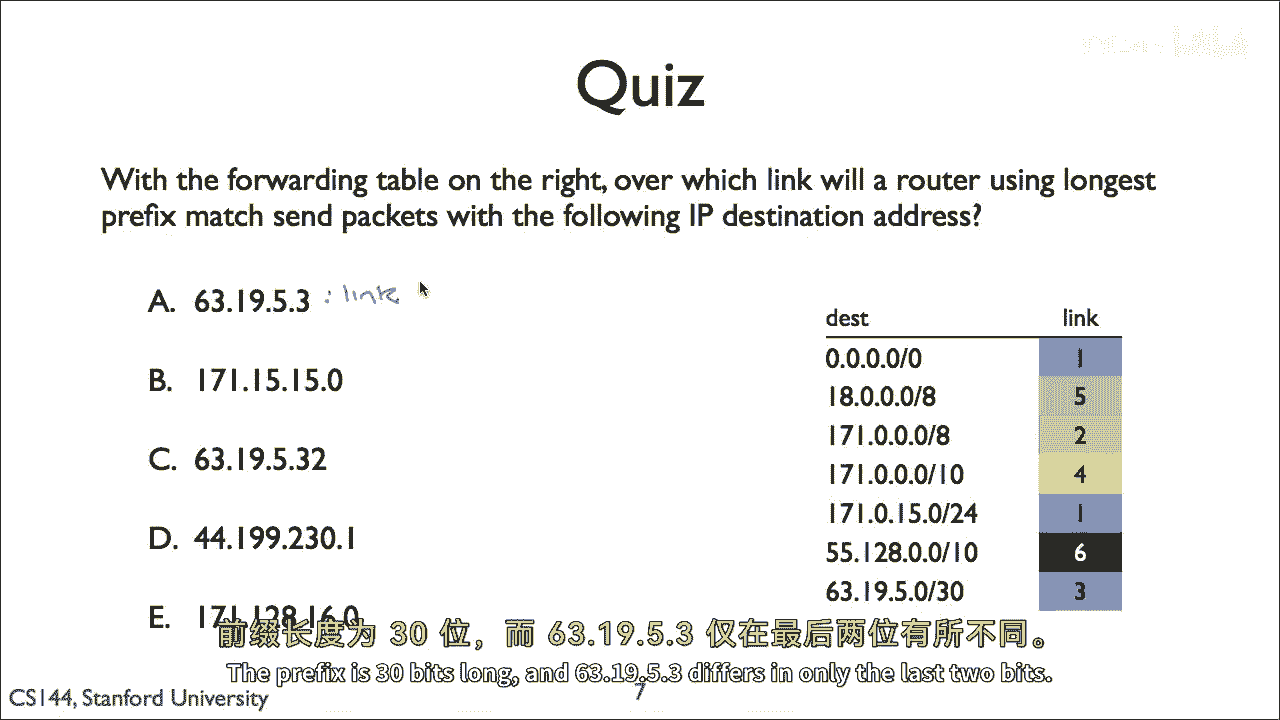 Quiz
With the forwarding table on the right, over which link will a router using longest
prefix match send packets with the following IP destination address?
A. 63.19.5.3 : link
B. 171.15.15.0
C. 63.19.5.32
D. 44.199.230.1
E. 171.128.16.0
dest link
0.0.0.0/0 1
18.0.0.0/8 5
171.0.0.0/8 2
171.0.0.0/10 4
171.0.15.0/24 1
55.128.0.0/10 6
63.19.5.0/30 3
前缀长度为 30 位，而 63.19.5.3 仅在最后两位有所不同。
The prefix is 30 bits long, and 63.19.5.3 differs in only the last two bits.
CS144, Stanford University
7